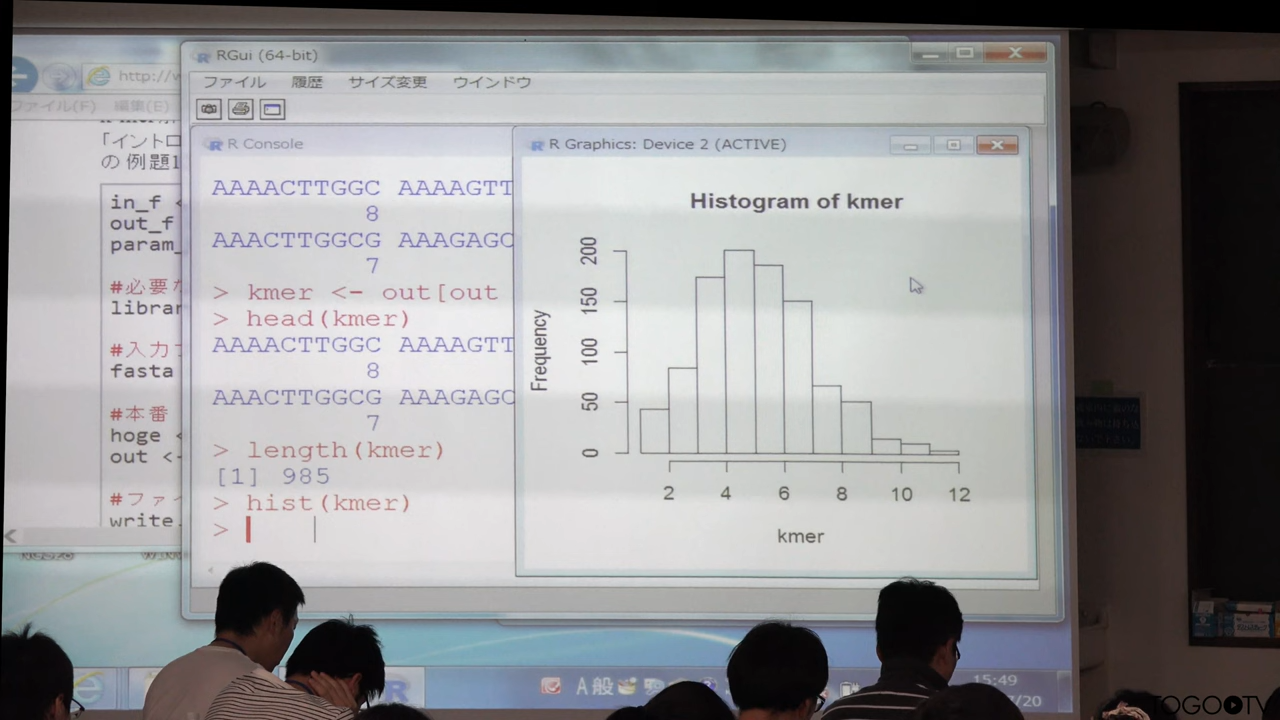 RGui (64-bit)
http://w
ファイル 履歴 サイズ変更 ウインドウ
ファイル(F) 編集(E)
「イントロ
の 例題1
in_f <
out_f
param_
#必要な
librar
#入力フ
fasta
#本番
hoge <
out <-
#ファイ
write.
R Console
AAAACTTGGC AAAAGTT
8
AAACTTGGCG AAAGAGC
7
> kmer <- out[out
> head(kmer)
AAAACTTGGC AAAAGTT
8
AAACTTGGCG AAAGAGC
7
> length(kmer)
[1] 985
> hist(kmer)
>
R Graphics: Device 2 (ACTIVE)
Histogram of kmer
Frequency
200
150
100
50
0
2 4 6 8 10 12
kmer
A 般
15:49
/20
TOGOTV